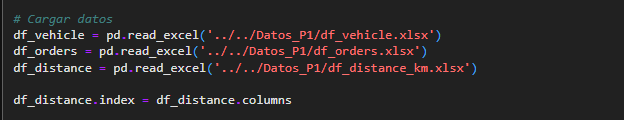 # Cargar datos
df_vehicle = pd.read_excel('../../Datos_P1/df_vehicle.xlsx')
df_orders = pd.read_excel('../../Datos_P1/df_orders.xlsx')
df_distance = pd.read_excel('../../Datos_P1/df_distance_km.xlsx')
df_distance.index = df_distance.columns